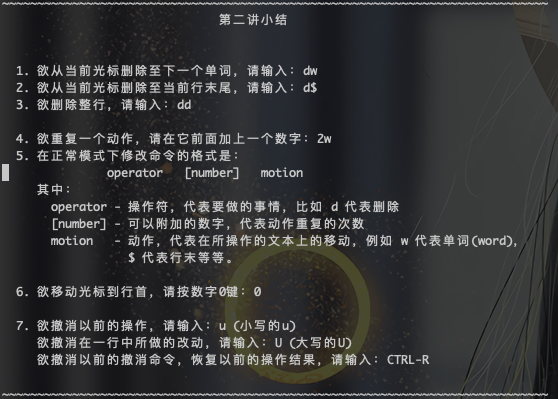 第二讲小结
1. 欲从当前光标删除至下一个单词，请输入：dw
2. 欲从当前光标删除至当前行末尾，请输入：d$
3. 欲删除整行，请输入：dd
4. 欲重复一个动作，请在它前面加上一个数字：2w
5. 在正常模式下修改命令的格式是：
operator [number] motion
其中：
operator - 操作符，代表要做的事情，比如 d 代表删除
[number] - 可以附加的数字，代表动作重复的次数
motion - 动作，代表在所操作的文本上的移动，例如 w 代表单词(word)，
$ 代表行末等等。
6. 欲移动光标到行首，请按数字0键：0
7. 欲撤消以前的操作，请输入：u (小写的u)
欲撤消在一行中所做的改动，请输入：U (大写的U)
欲撤消以前的撤消命令，恢复以前的操作结果，请输入：CTRL-R